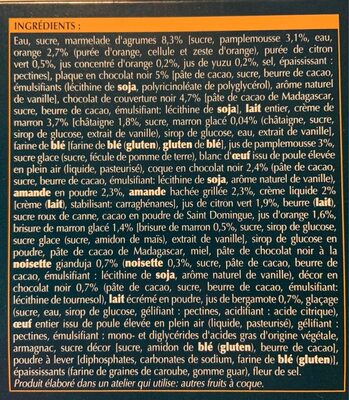 INGRÉDIENTS :
Eau, sucre, marmelade d'agrumes 8,3% [sucre, pamplemousse 3,1%, eau,
orange 2,7% (purée d'orange, cellule et zeste d'orange), purée de citron
vert 0,5%, jus concentré d'orange 0,2%, jus de yuzu 0,2%, sel, épaississant :
pectines], plaque en chocolat noir 5% [pâte de cacao, sucre, beurre de cacao,
émulsifiants (lécithine de soja, polyricinoléate de polyglycérol), arôme naturel
de vanille], chocolat de couverture noir 4,7% (pâte de cacao de Madagascar,
sucre, beurre de cacao, émulsifiant: lécithine de soja), lait entier, crème de
marron 3,7% [châtaigne 1,8%, sucre, marron glacé 0,04% (châtaigne, sucre,
sirop de glucose, extrait de vanille), sirop de glucose, eau, extrait de vanille],
farine de blé [farine de blé (gluten), gluten de blé], jus de pamplemousse 3%,
sucre glace (sucre, fécule de pomme de terre), blanc d'œuf issu de poule élevée
en plein air (liquide, pasteurisé), coque en chocolat noir 2,4% (pâte de cacao,
sucre, beurre de cacao, émulsifiant : lécithine de soja, arôme naturel de vanille),
amande en poudre 2,3%, amande hachée grillée 2,3%, crème liquide 2%
[crème (lait), stabilisant: carraghénanes], jus de citron vert 1,9%, beurre (lait),
sucre roux de canne, cacao en poudre de Saint Domingue, jus d'orange 1,6%,
brisure de marron glacé 1,4% [brisure de marron 0,5%, sucre, sirop de glucose,
sucre glace (sucre, amidon de maïs), extrait de vanille], sirop de glucose en
poudre, pâte de cacao de Madagascar, miel, pâte de chocolat noir à la
noisette gianduja 0,7% (noisette 0,3%, sucre, pâte de cacao, beurre de
cacao, émulsifiant : lécithine de soja, arôme naturel de vanille), décor en
chocolat noir 0,7% (pâte de cacao, sucre, beurre de cacao, émulsifiant:
lécithine de tournesol), lait écrémé en poudre, jus de bergamote 0,7%, glaçage
(sucre, eau, sirop de glucose, gélifiant : pectines, acidifiant : acide citrique),
œuf entier issu de poule élevée en plein air (liquide, pasteurisé), gélifiant :
pectines, émulsifiant : mono- et diglycérides d'acides gras d'origine végétale,
armagnac, sucre décor [sucre, amidon de blé (gluten), beurre de cacao],
poudre à lever [diphosphates, carbonates de sodium, farine de blé (gluten)],
épaississants (farine de graines de caroube, gomme guar), fleur de sel.
Produit élaboré dans un atelier qui utilise: autres fruits à coque.